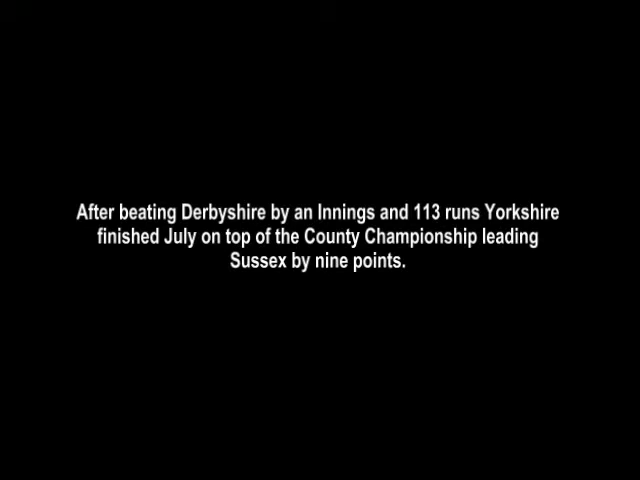 After beating Derbyshire by an Innings and 113 runs Yorkshire
finished July on top of the County Championship leading
Sussex by nine points.